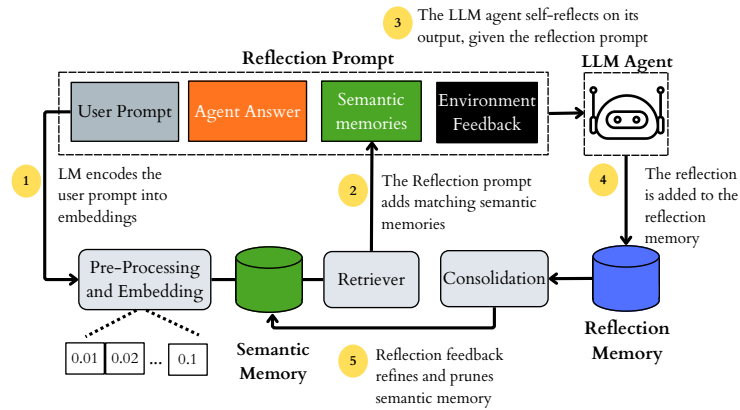 3
The LLM agent self-reflects on its
output, given the reflection prompt
Reflection Prompt
LLM Agent
User Prompt
Agent Answer
Semantic
memories
Environment
Feedback
1
LM encodes the
user prompt into
embeddings
2
The Reflection prompt
adds matching semantic
memories
4
The reflection
is added to the
reflection
memory
Pre-Processing
and Embedding
Retriever
Consolidation
0.01
0.02
...
0.1
Semantic
Memory
5
Reflection feedback
refines and prunes
semantic memory
Reflection
Memory